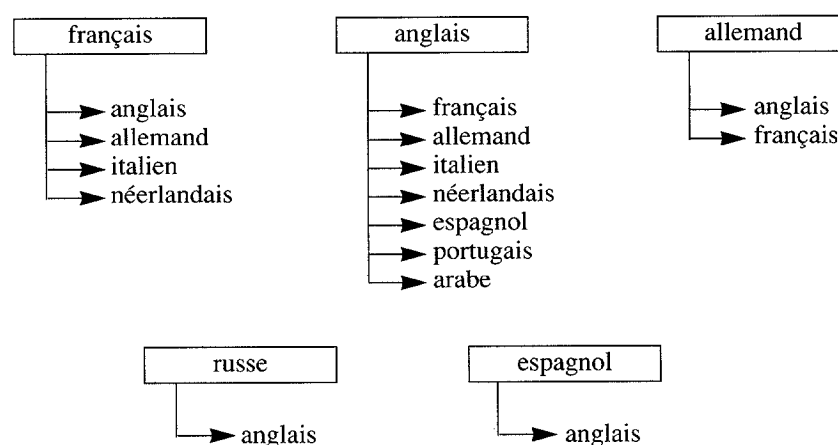 français
anglais
allemand
italien
néerlandais
anglais
français
allemand
italien
néerlandais
espagnol
portugais
arabe
allemand
anglais
français
russe
anglais
espagnol
anglais